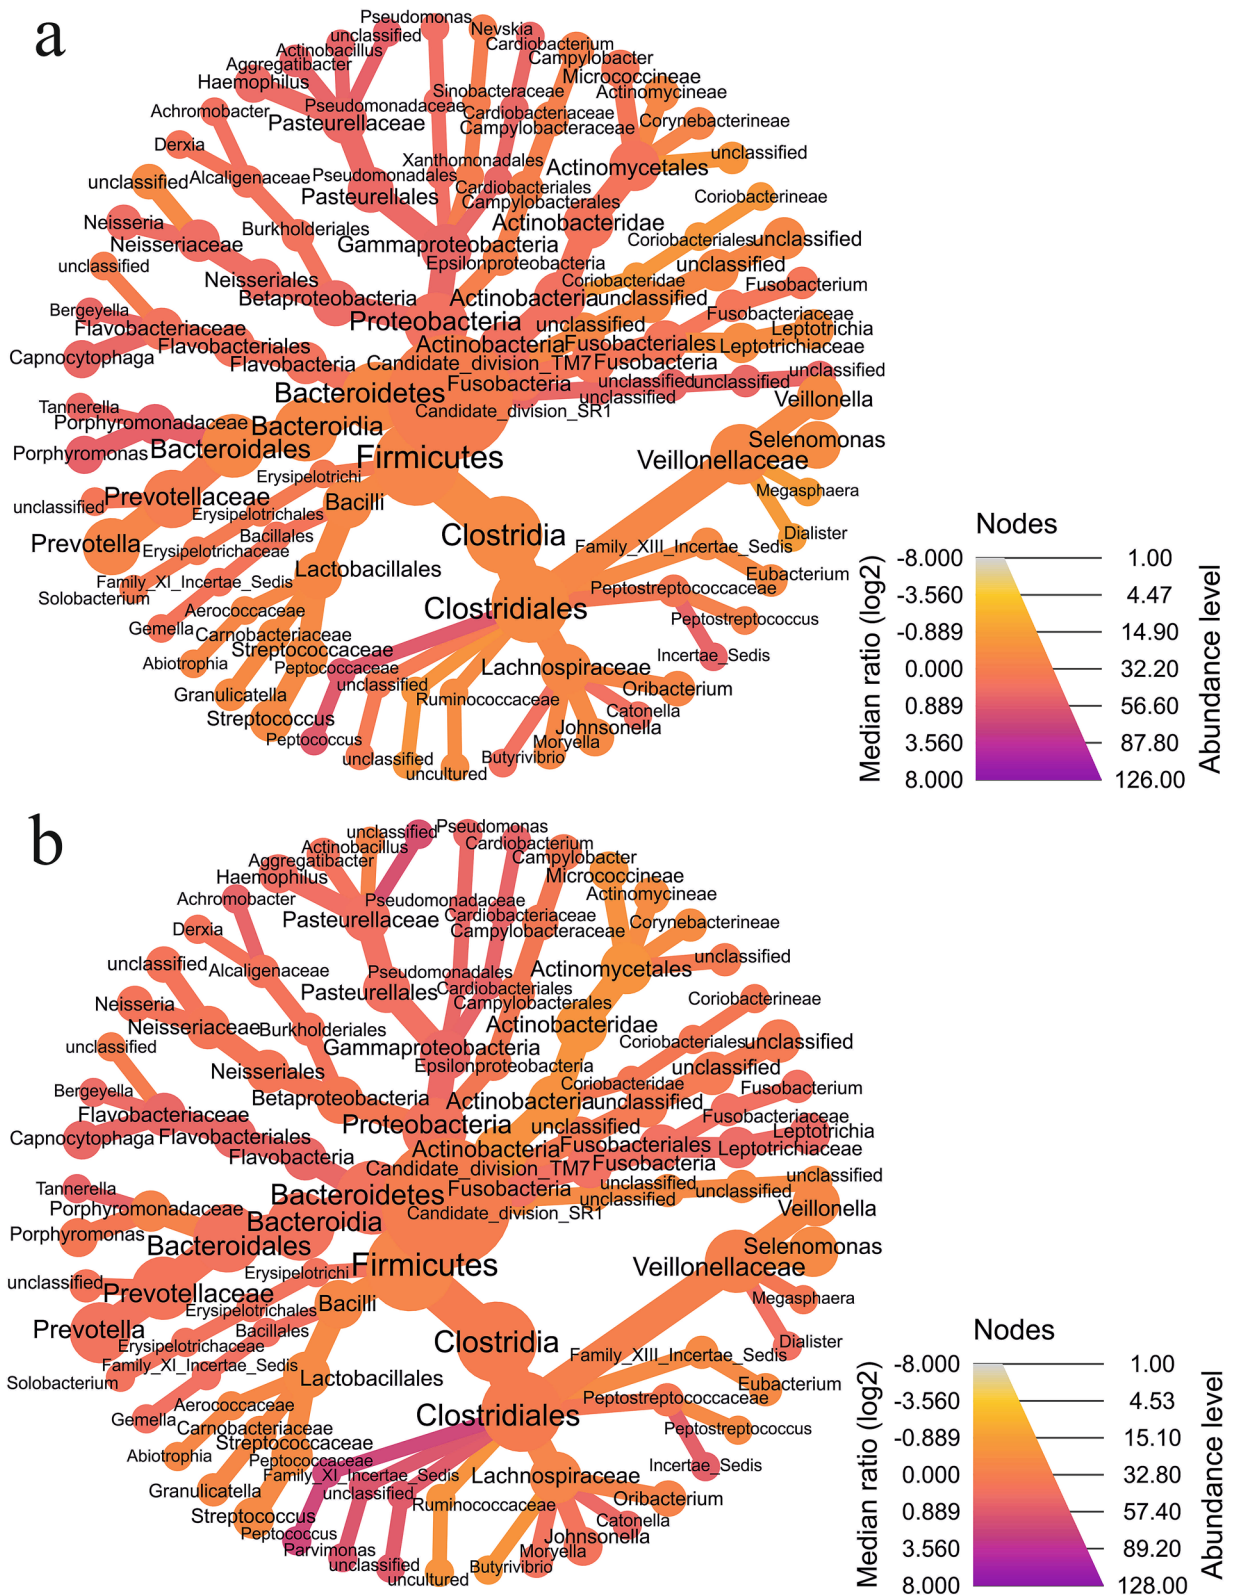 a
Pseudomonas
unclassified
Nevskia
Actinobacillus
Cardiobacterium
Aggregatibacter
Campylobacter
Haemophilus
Micrococcineae
Sinobacteraceae
Actinomycineae
Achromobacter
Pseudomonadaceae
Cardiobacteriaceae
Pasteurellaceae
Campylobacteraceae
Corynebacterineae
Derxia
unclassified
Xanthomonadales
Actinomycetales
unclassified
Alcaligenaceae
Pseudomonadales
Cardiobacteriales
Pasteurellales
Campylobacterales
Coriobacterineae
Neisseria
Burkholderiales
Actinobacteridae
Neisseriaceae
Gammaproteobacteria
Coriobacteriales
unclassified
unclassified
Epsilonproteobacteria
unclassified
Neisseriales
Coriobacteridae
Fusobacterium
Betaproteobacteria
Actinobacteria
unclassified
Bergeyella
Fusobacteriaceae
Flavobacteriaceae
Proteobacteria
unclassified
Leptotrichia
Flavobacteriales
Actinobacteria
Fusobacteriales
Leptotrichiaceae
Capnocytophaga
Flavobacteria
Candidate_division_TM7
Fusobacteria
unclassified
Bacteroidetes
Fusobacteria
unclassified
unclassified
unclassified
Veillonella
Tannerella
Candidate_division_SR1
Porphyromonadaceae
Bacteroidia
Selenomonas
Porphyromonas
Bacteroidales
Firmicutes
Veillonellaceae
Erysipelotrichi
Megasphaera
unclassified
Prevotellaceae
Bacilli
Erysipelotrichales
Dialister
Prevotella
Bacillales
Clostridia
Erysipelotrichaceae
Family_XIII_Incertae_Sedis
Lactobacillales
Eubacterium
Family_XI_Incertae_Sedis
Peptostreptococcaceae
Solobacterium
Aerococcaceae
Clostridiales
Peptostreptococcus
Gemella
Carnobacteriaceae
Streptococcaceae
Incertae_Sedis
Abiotrophia
Peptococcaceae
Lachnospiraceae
unclassified
Oribacterium
Granulicatella
Ruminococcaceae
Catonella
Streptococcus
Johnsonella
Peptococcus
Moryella
unclassified
Butyrivibrio
uncultured
Nodes
Median ratio (log2)
Abundance level
-8.000 1.00
-3.560 4.47
-0.889 14.90
0.000 32.20
0.889 56.60
3.560 87.80
8.000 126.00
b
unclassified
Pseudomonas
Actinobacillus
Cardiobacterium
Aggregatibacter
Campylobacter
Haemophilus
Micrococcineae
Achromobacter
Pseudomonadaceae
Actinomycineae
Pasteurellaceae
Cardiobacteriaceae
Derxia
Campylobacteraceae
Corynebacterineae
unclassified
Alcaligenaceae
Pseudomonadales
Actinomycetales
unclassified
Pasteurellales
Cardiobacteriales
Neisseria
Campylobacterales
Coriobacterineae
Neisseriaceae
Burkholderiales
Actinobacteridae
unclassified
Gammaproteobacteria
Coriobacteriales
unclassified
Neisseriales
Epsilonproteobacteria
unclassified
Bergeyella
Coriobacteridae
Fusobacterium
Betaproteobacteria
Actinobacteria
unclassified
Flavobacteriaceae
Fusobacteriaceae
Proteobacteria
unclassified
Leptotrichia
Capnocytophaga
Flavobacteriales
Actinobacteria
Fusobacteriales
Leptotrichiaceae
Flavobacteria
Candidate_division_TM7
Fusobacteria
unclassified
Tannerella
Bacteroidetes
Fusobacteria
unclassified
unclassified
unclassified
Porphyromonadaceae
Bacteroidia
Candidate_division_SR1
Veillonella
Porphyromonas
Bacteroidales
Selenomonas
Erysipelotrichi
Firmicutes
Veillonellaceae
unclassified
Prevotellaceae
Megasphaera
Erysipelotrichales
Bacilli
Prevotella
Bacillales
Clostridia
Dialister
Erysipelotrichaceae
Family_XIII_Incertae_Sedis
Family_XI_Incertae_Sedis
Lactobacillales
Solobacterium
Eubacterium
Aerococcaceae
Peptostreptococcaceae
Gemella
Clostridiales
Carnobacteriaceae
Peptostreptococcus
Streptococcaceae
Abiotrophia
Peptococcaceae
Incertae_Sedis
Family_XI_Incertae_Sedis
Lachnospiraceae
Granulicatella
unclassified
Oribacterium
Ruminococcaceae
Streptococcus
Catonella
Peptococcus
Johnsonella
Parvimonas
Moryella
unclassified
Butyrivibrio
uncultured
Nodes
Median ratio (log2)
Abundance level
-8.000 1.00
-3.560 4.53
-0.889 15.10
0.000 32.80
0.889 57.40
3.560 89.20
8.000 128.00